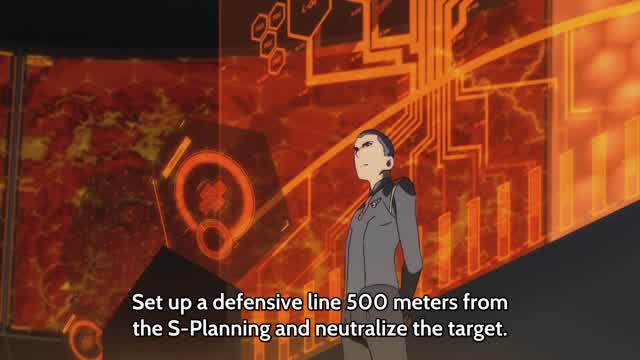 Set up a defensive line 500 meters from
the S-Planning and neutralize the target.